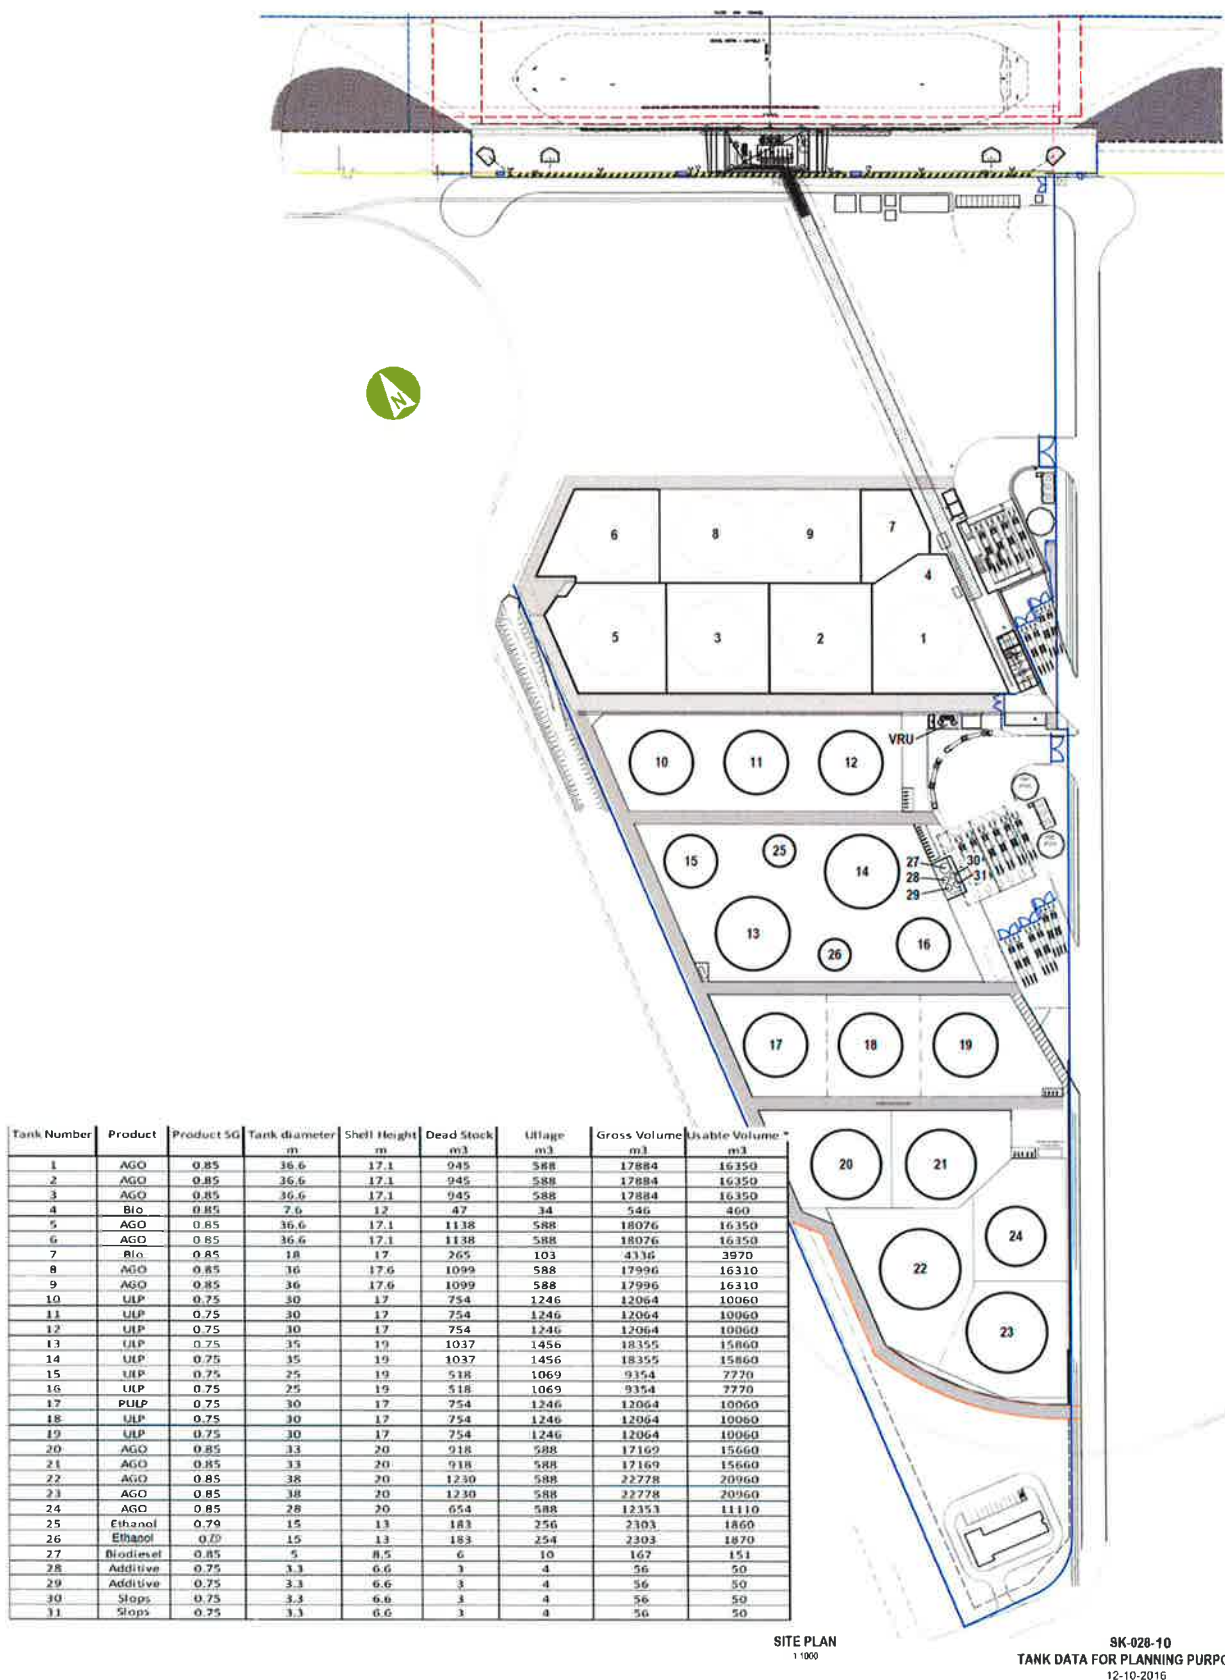 N
6
8
9
7
4
5
3
2
1
VRU
10
11
12
15
25
14
27
28
29
30
31
13
26
16
17
18
19
20
21
22
24
23
Tank Number Product Product SG Tank diameter Shell Height Dead Stock Ullage Gross Volume Usable Volume *
m m m3 m3 m3 m3
1 AGO 0.85 36.6 17.1 945 588 17884 16350
2 AGO 0.85 36.6 17.1 945 588 17884 16350
3 AGO 0.85 36.6 17.1 945 588 17884 16350
4 Bio 0.85 7.6 12 47 34 546 460
5 AGO 0.85 36.6 17.1 1138 588 18076 16350
6 AGO 0.85 36.6 17.1 1138 588 18076 16350
7 Bio 0.85 18 17 265 103 4336 3970
8 AGO 0.85 36 17.6 1099 588 17996 16310
9 AGO 0.85 36 17.6 1099 588 17996 16310
10 ULP 0.75 30 17 754 1246 12064 10060
11 ULP 0.75 30 17 754 1246 12064 10060
12 ULP 0.75 30 17 754 1246 12064 10060
13 ULP 0.75 35 19 1037 1456 18355 15860
14 ULP 0.75 35 19 1037 1456 18355 15860
15 ULP 0.75 25 19 518 1069 9354 7770
16 ULP 0.75 25 19 518 1069 9354 7770
17 PULP 0.75 30 17 754 1246 12064 10060
18 ULP 0.75 30 17 754 1246 12064 10060
19 ULP 0.75 30 17 754 1246 12064 10060
20 AGO 0.85 33 20 918 588 17169 15660
21 AGO 0.85 33 20 918 588 17169 15660
22 AGO 0.85 38 20 1230 588 22778 20960
23 AGO 0.85 38 20 1230 588 22778 20960
24 AGO 0.85 28 20 654 588 12353 11110
25 Ethanol 0.79 15 13 183 256 2303 1860
26 Ethanol 15 13 183 254 2303 1870
27 Biodiesel 0.85 5 8.5 6 10 167 151
28 Additive 0.75 3.3 6.6 3 4 56 50
29 Additive 0.75 3.3 6.6 3 4 56 50
30 Slops 0.75 3.3 6.6 3 4 56 50
31 Slops 0.75 3.3 6.6 3 4 56 50
SITE PLAN
1 1000
SK-028-10
TANK DATA FOR PLANNING PURPO
12-10-2016